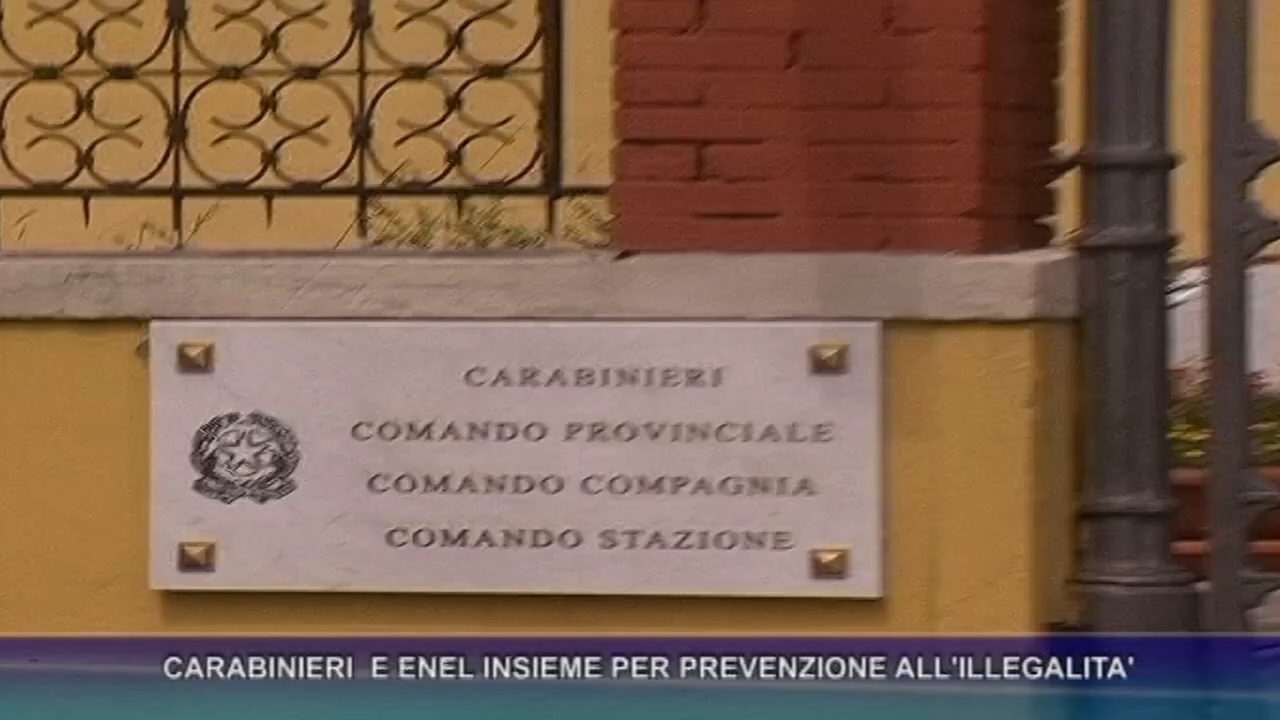 CARABINIERI
COMANDO PROVINCIALE
COMANDO COMPAGNIA
COMANDO STAZIONE
CARABINIERI E ENEL INSIEME PER PREVENZIONE ALL'ILLEGALITA'